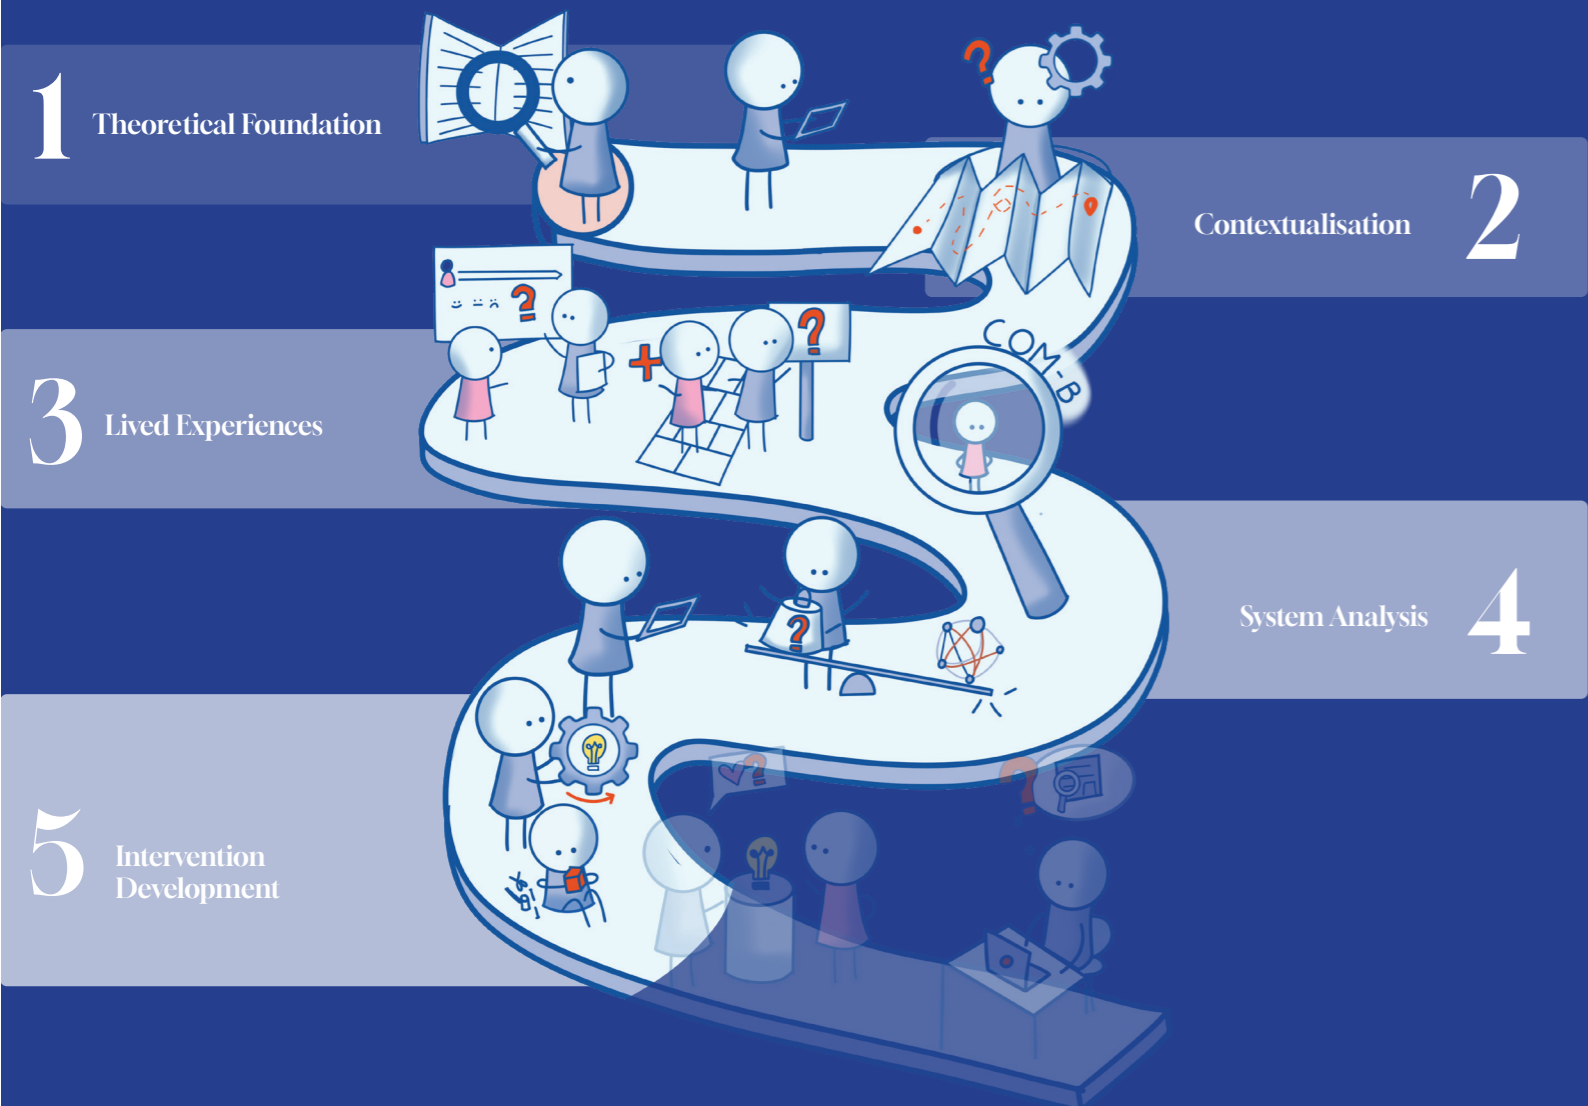 1
Theoretical Foundation
?
Contextualisation
2
?
?
+
COM-B
3
Lived Experiences
System Analysis
4
?
5
Intervention
Development
?
?